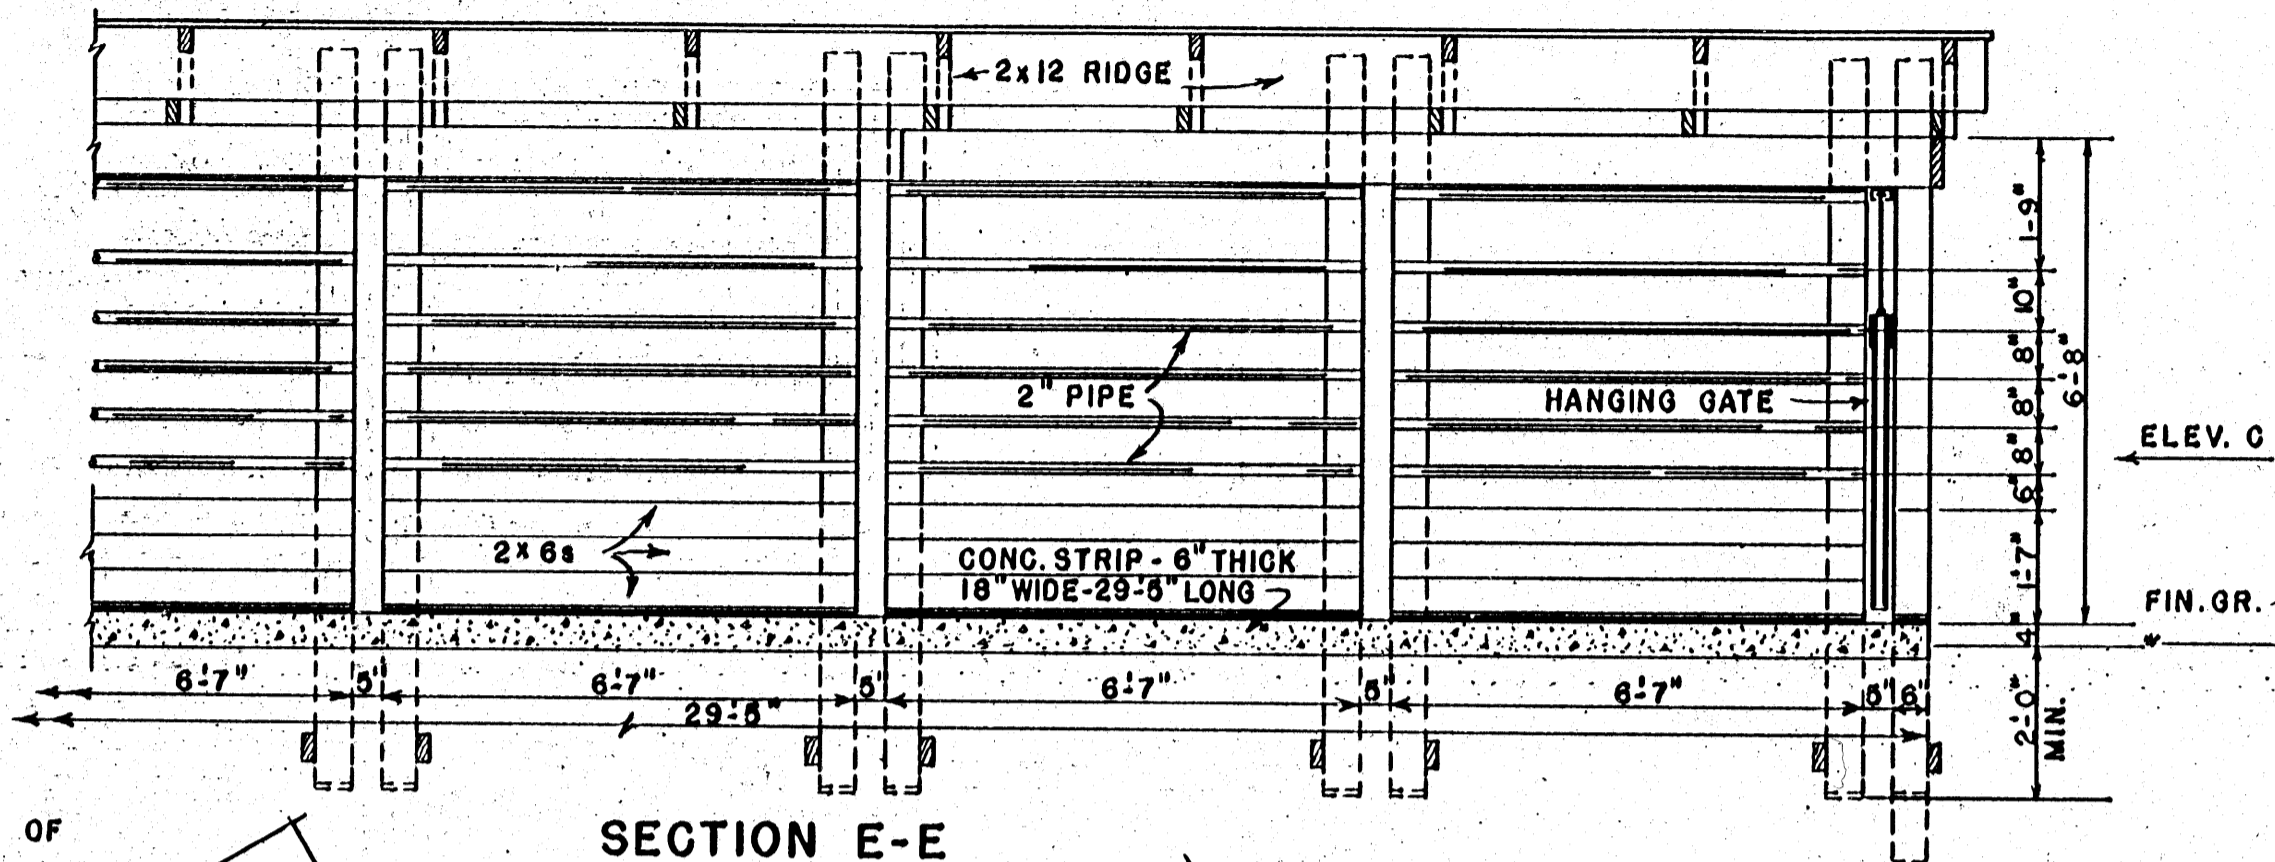 2x12 RIDGE
1-9"
10"
8"
6-8"
2" PIPE
HANGING GATE
8"
ELEV. C
8"
6"
2x6s
CONC. STRIP - 6" THICK
18" WIDE-29'-5" LONG
1-7"
FIN. GR.
4"
6'-7" 5" 6'-7" 5" 6'-7" 5" 6'-7" 5" 6"
29'-5"
2'-0"
MIN.
OF
SECTION E-E